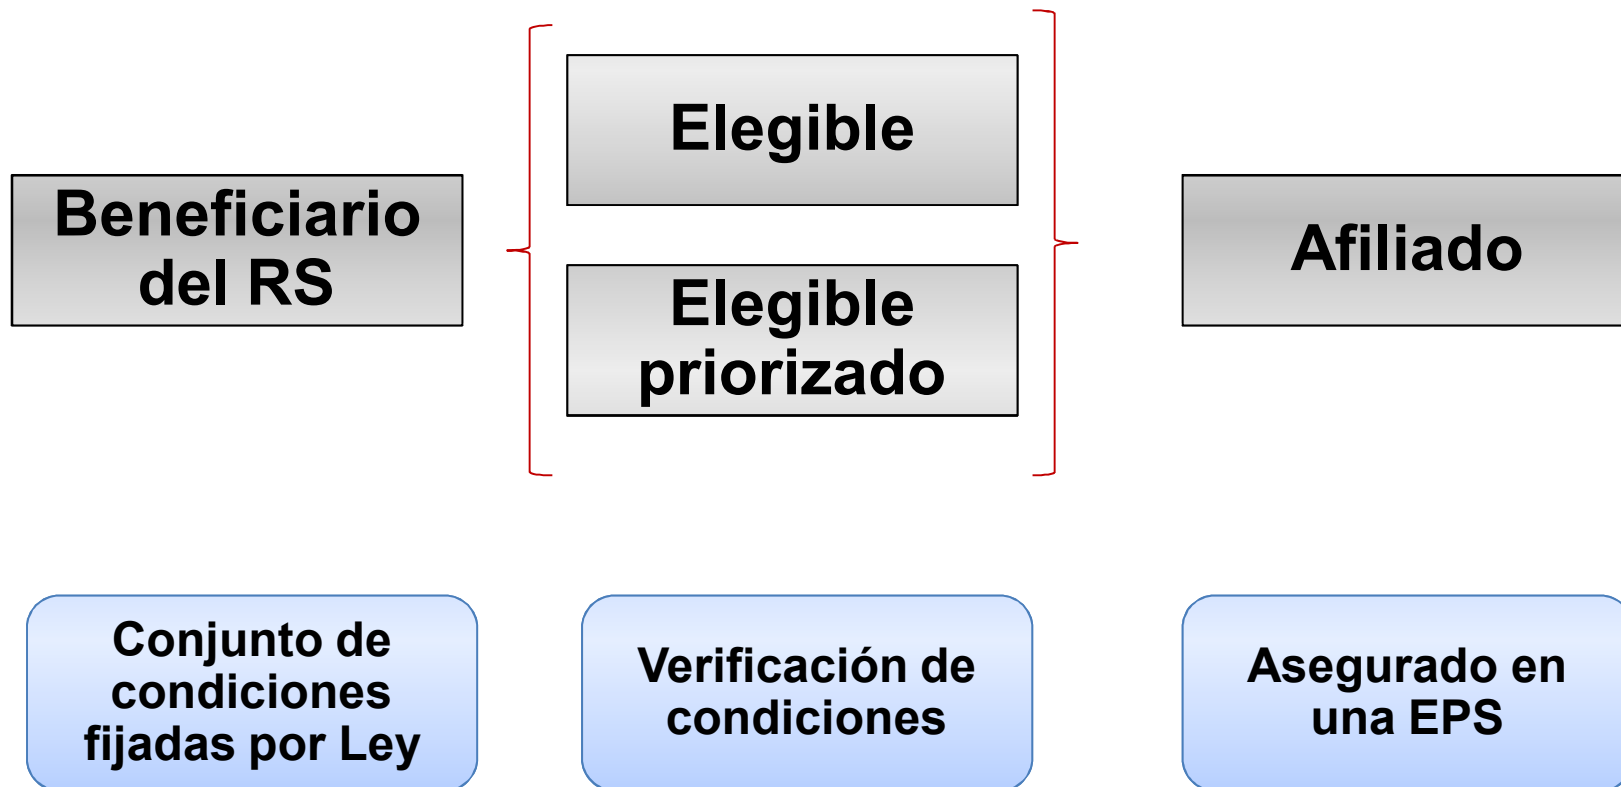 Elegible
Beneficiario
del RS
Afiliado
Elegible
priorizado
Conjunto de
condiciones
fijadas por Ley
Verificación de
condiciones
Asegurado en
una EPS